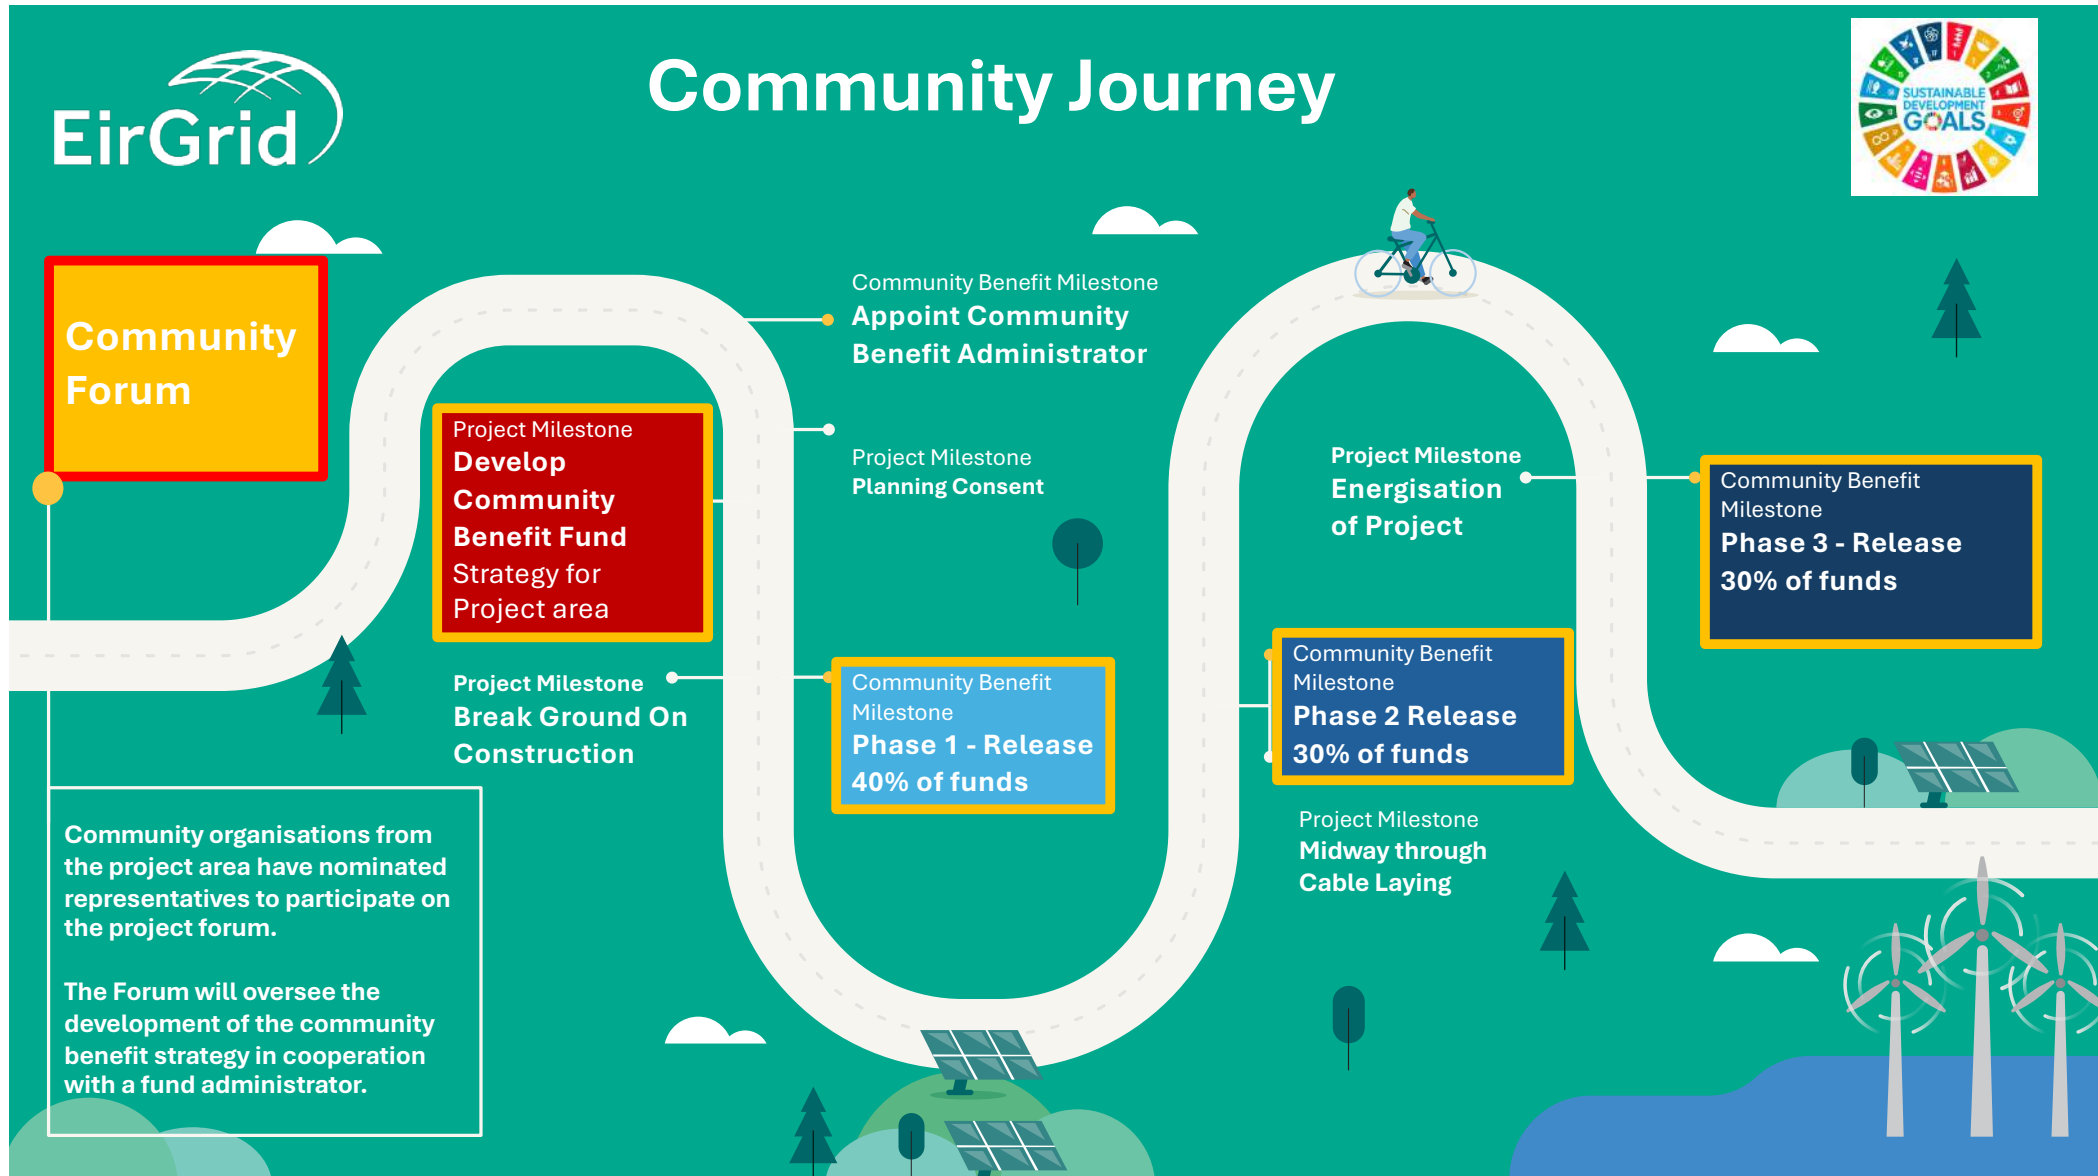 EirGrid
Community Journey
SUSTAINABLE
DEVELOPMENT
GOALS
Community
Forum
Community organisations from
the project area have nominated
representatives to participate on
the project forum.
The Forum will oversee the
development of the community
benefit strategy in cooperation
with a fund administrator.
Project Milestone
Develop
Community
Benefit Fund
Strategy for
Project area
Community Benefit Milestone
Appoint Community
Benefit Administrator
Project Milestone
Planning Consent
Project Milestone
Break Ground On
Construction
Community Benefit
Milestone
Phase 1 - Release
40% of funds
Community Benefit
Milestone
Phase 2 Release
30% of funds
Project Milestone
Midway through
Cable Laying
Project Milestone
Energisation
of Project
Community Benefit
Milestone
Phase 3 - Release
30% of funds